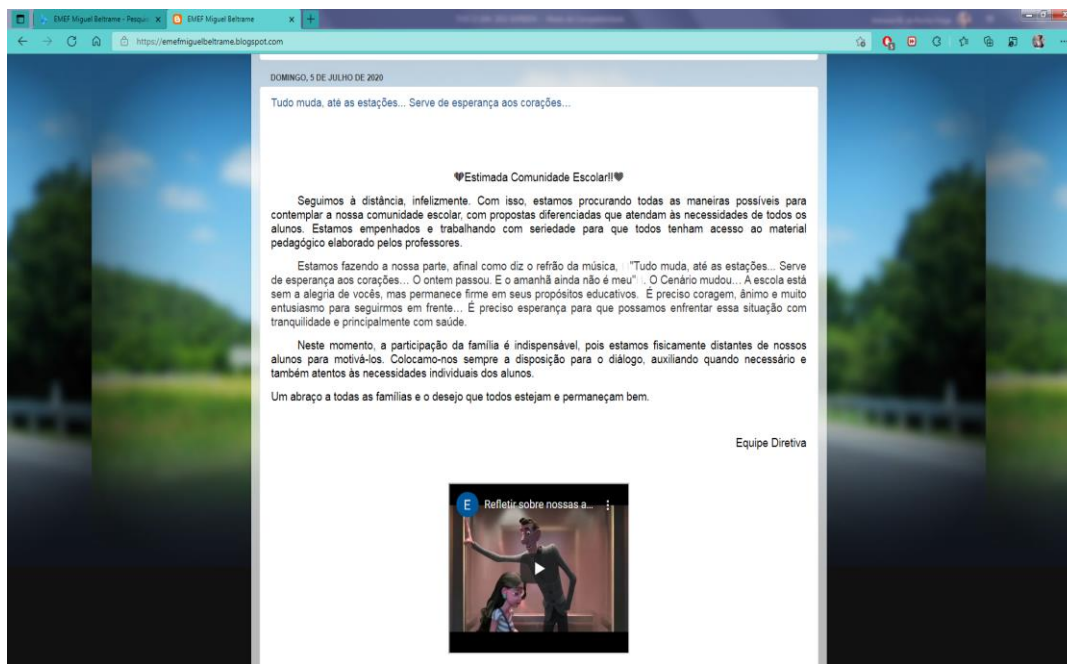 EMEF Miguel Beltrame - Pesqui
EMEF Miguel Beltrame
https://emefmiguelbeltrame.blogspot.com
DOMINGO, 5 DE JULHO DE 2020
Tudo muda, até as estações... Serve de esperança aos corações...
Estimada Comunidade Escolar!!
Seguimos à distância, infelizmente. Com isso, estamos procurando todas as maneiras possíveis para
contemplar a nossa comunidade escolar, com propostas diferenciadas que atendam às necessidades de todos os
alunos. Estamos empenhados e trabalhando com seriedade para que todos tenham acesso ao material
pedagógico elaborado pelos professores.
Estamos fazendo a nossa parte, afinal como diz o refrão da música, "Tudo muda, até as estações... Serve
de esperança aos corações... O ontem passou. E o amanhã ainda não é meu" . O Cenário mudou... A escola está
sem a alegria de vocês, mas permanece firme em seus propósitos educativos. É preciso coragem, ânimo e muito
entusiasmo para seguirmos em frente... É preciso esperança para que possamos enfrentar essa situação com
tranquilidade e principalmente com saúde.
Neste momento, a participação da família é indispensável, pois estamos fisicamente distantes de nossos
alunos para motivá-los. Colocamo-nos sempre a disposição para o diálogo, auxiliando quando necessário e
também atentos às necessidades individuais dos alunos.
Um abraço a todas as famílias e o desejo que todos estejam e permaneçam bem.
Equipe Diretiva
E Refletir sobre nossas a...